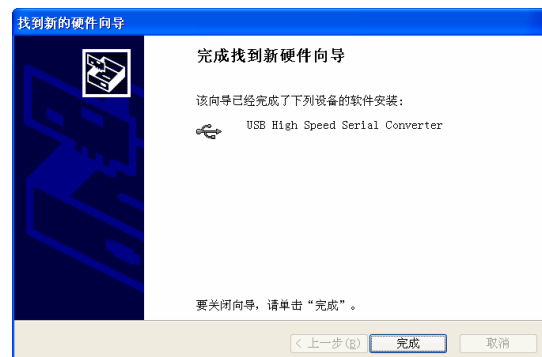 找到新的硬件向导
完成找到新硬件向导
该向导已经完成了下列设备的软件安装:
USB High Speed Serial Converter
要关闭向导，请单击“完成”。
< 上一步(B) 完成 取消